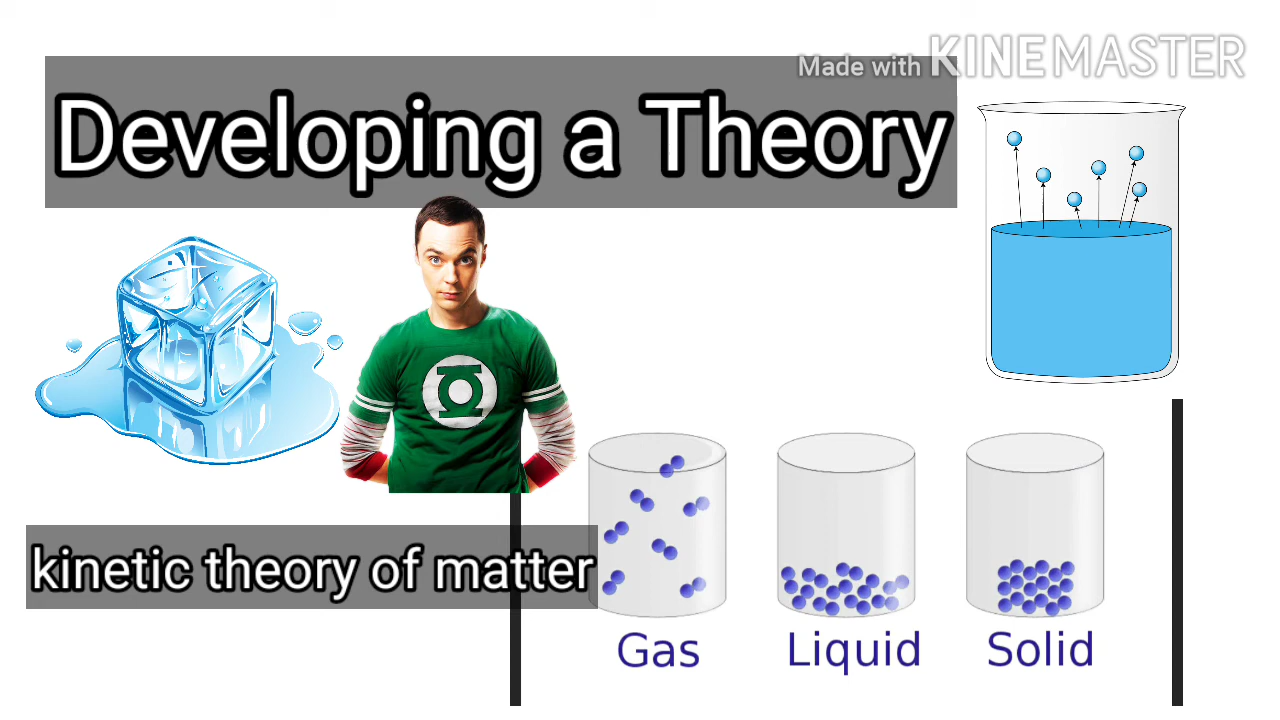 Made with KINEMASTER
Developing a Theory
kinetic theory of matter
Gas Liquid Solid